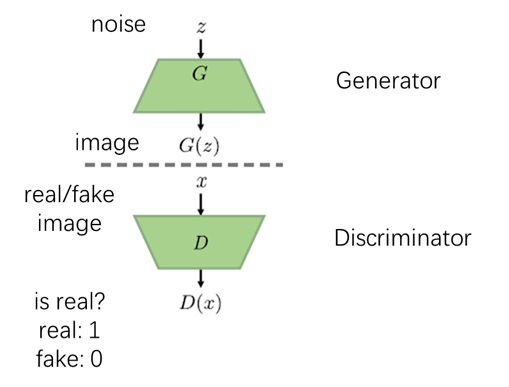 noise z
G
Generator
image G(z)
x
real/fake
image
D
Discriminator
D(x)
is real?
real: 1
fake: 0